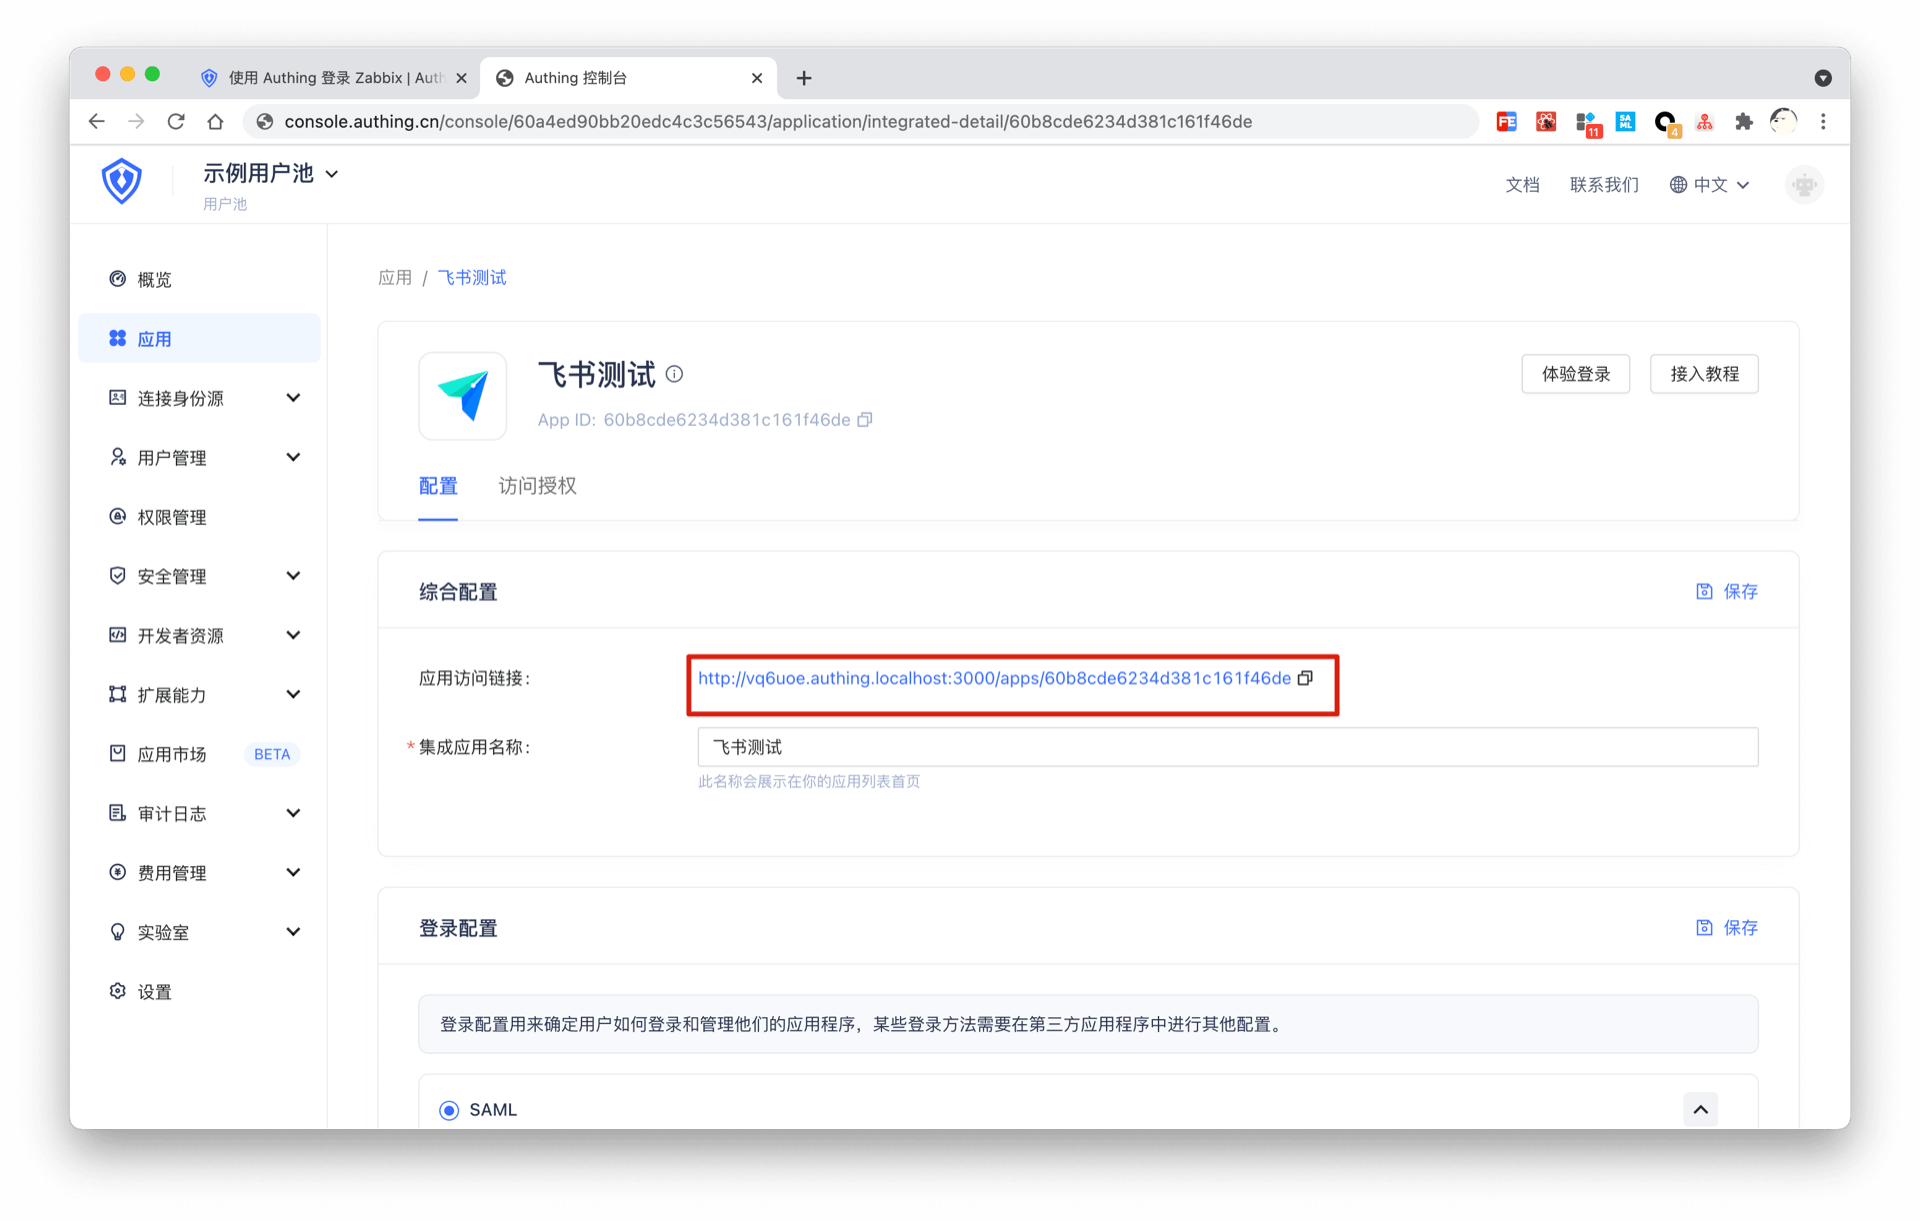 使用 Authing 登录 Zabbix | Auth
Authing 控制台
console.authing.cn/console/60a4ed90bb20edc4c3c56543/application/integrated-detail/60b8cde6234d381c161f46de
FE
11
SA
ML
4
示例用户池
用户池
文档
联系我们
中文
概览
应用
连接身份源
用户管理
权限管理
安全管理
开发者资源
扩展能力
应用市场 BETA
审计日志
费用管理
实验室
设置
应用 / 飞书测试
飞书测试
App ID: 60b8cde6234d381c161f46de
体验登录
接入教程
配置
访问授权
综合配置
保存
应用访问链接:
http://vq6uoe.authing.localhost:3000/apps/60b8cde6234d381c161f46de
* 集成应用名称:
飞书测试
此名称会展示在你的应用列表首页
登录配置
保存
登录配置用来确定用户如何登录和管理他们的应用程序，某些登录方法需要在第三方应用程序中进行其他配置。
SAML